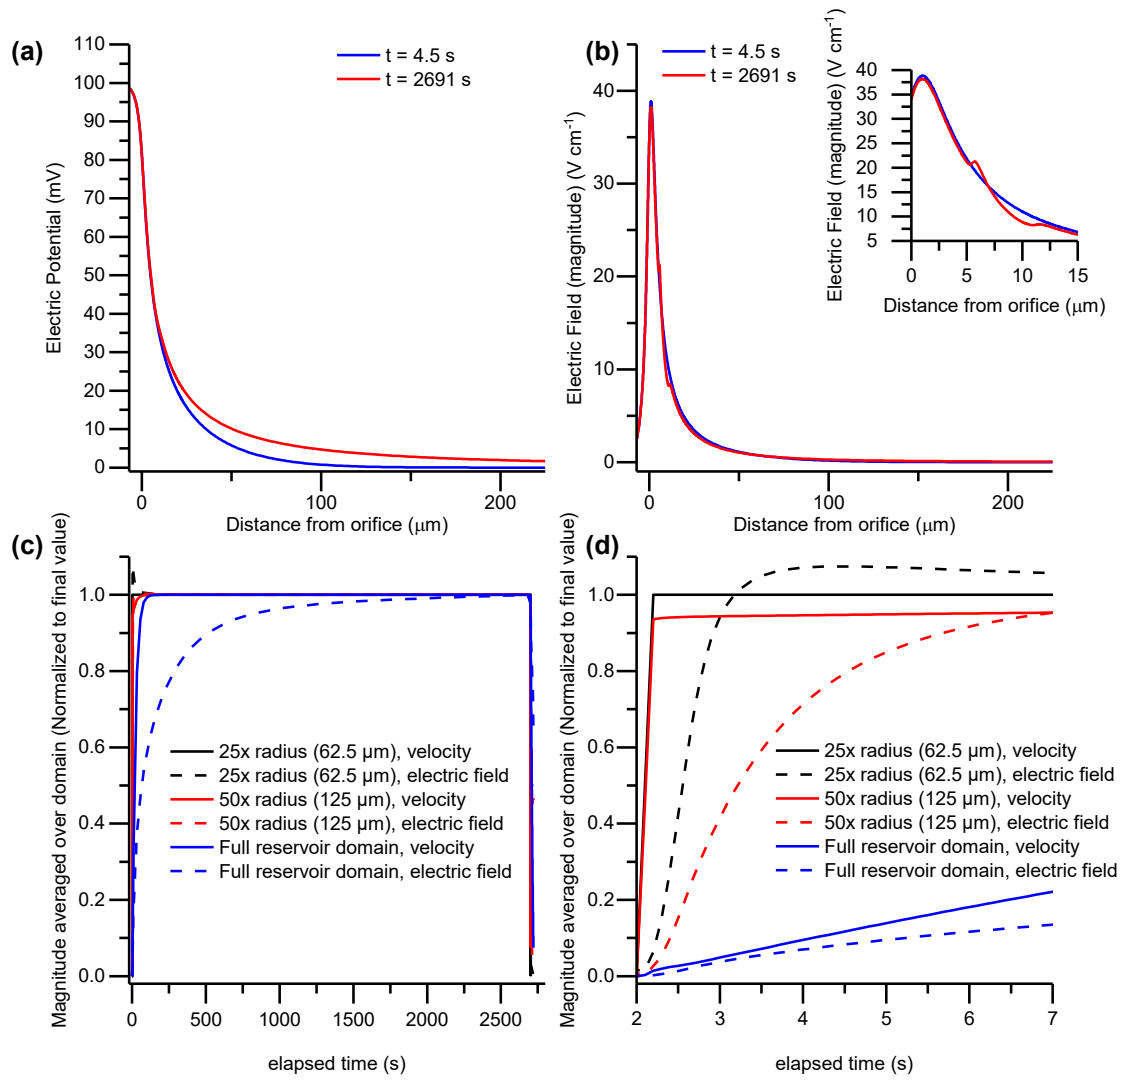 (a)
110
100
90
80
70
60
50
40
30
20
10
0
Electric Potential (mV)
t = 4.5 s
t = 2691 s
0
100
200
Distance from orifice (μm)
(b)
40
30
20
10
0
Electric Field (magnitude) (V cm⁻¹)
t = 4.5 s
t = 2691 s
0
100
200
Distance from orifice (μm)
40
35
30
25
20
15
10
5
Electric Field (magnitude) (V cm⁻¹)
0
5
10
15
Distance from orifice (μm)
(c)
1.0
0.8
0.6
0.4
0.2
0.0
Magnitude averaged over domain (Normalized to final value)
25x radius (62.5 µm), velocity
25x radius (62.5 µm), electric field
50x radius (125 µm), velocity
50x radius (125 µm), electric field
Full reservoir domain, velocity
Full reservoir domain, electric field
0
500
1000
1500
2000
2500
elapsed time (s)
(d)
1.0
0.8
0.6
0.4
0.2
0.0
Magnitude averaged over domain (Normalized to final value)
25x radius (62.5 µm), velocity
25x radius (62.5 µm), electric field
50x radius (125 µm), velocity
50x radius (125 µm), electric field
Full reservoir domain, velocity
Full reservoir domain, electric field
2
3
4
5
6
7
elapsed time (s)